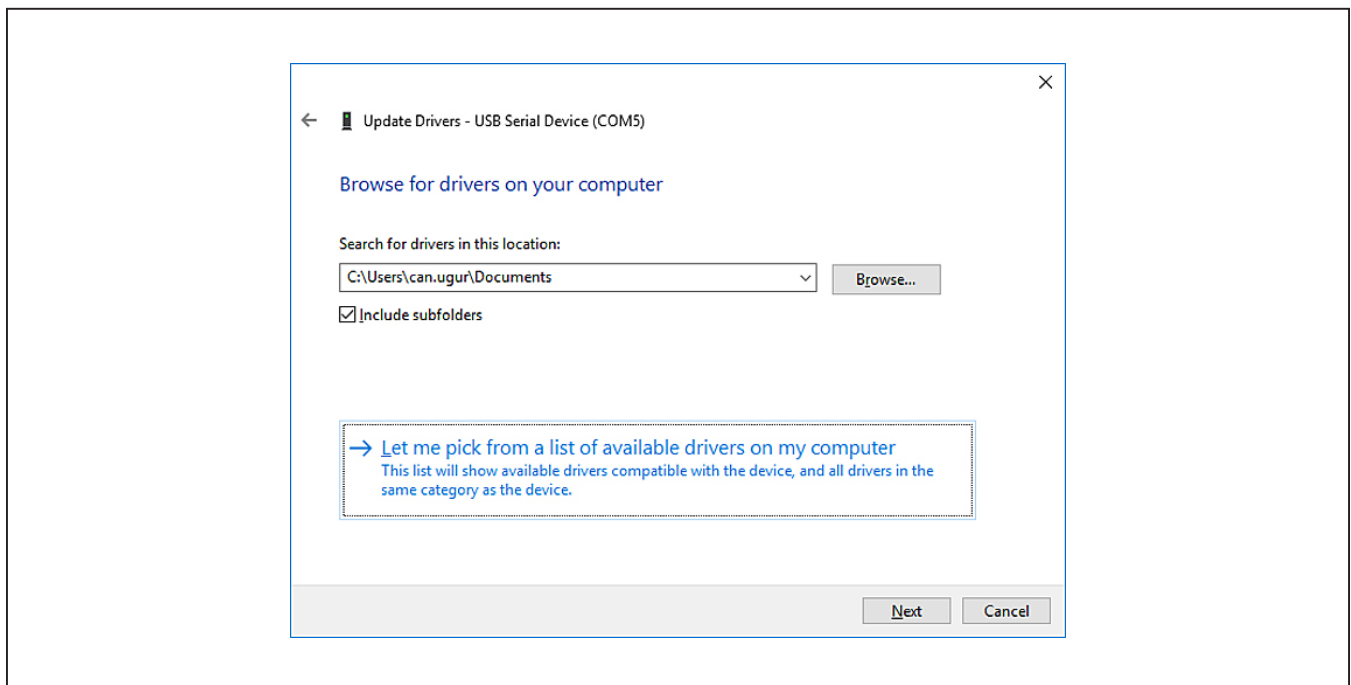 Update Drivers - USB Serial Device (COM5)
Browse for drivers on your computer
Search for drivers in this location:
C:\Users\can.ugur\Documents
Browse...
Include subfolders
Let me pick from a list of available drivers on my computer
This list will show available drivers compatible with the device, and all drivers in the
same category as the device.
Next
Cancel